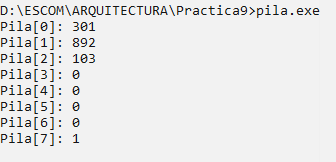 D:\ESCOM\ARQUITECTURA\Practica9>pila.exe
Pila[0]: 301
Pila[1]: 892
Pila[2]: 103
Pila[3]: 0
Pila[4]: 0
Pila[5]: 0
Pila[6]: 0
Pila[7]: 1